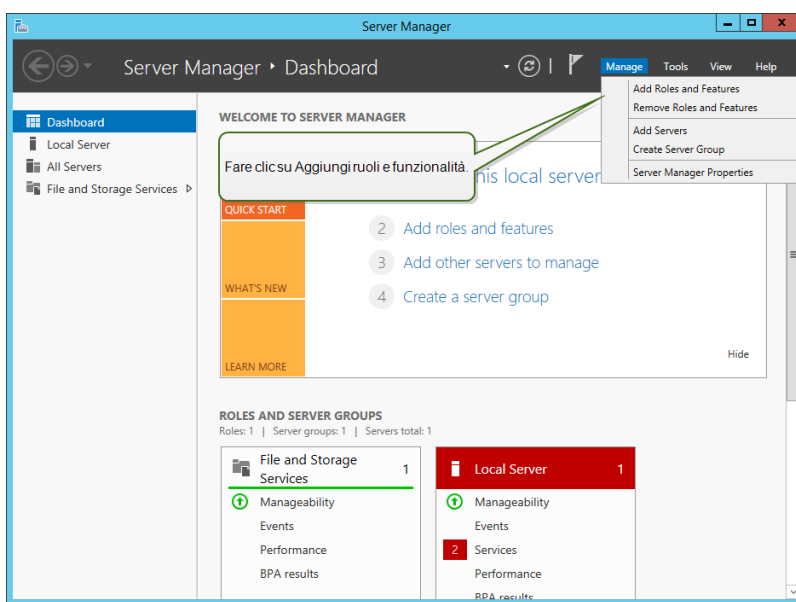 Server Manager
Server Manager • Dashboard
Manage Tools View Help
Add Roles and Features
Remove Roles and Features
Add Servers
Create Server Group
Server Manager Properties
Dashboard
Local Server
All Servers
File and Storage Services
WELCOME TO SERVER MANAGER
Fare clic su Aggiungi ruoli e funzionalità.
his local server
QUICK START
2 Add roles and features
3 Add other servers to manage
WHAT'S NEW
4 Create a server group
Hide
LEARN MORE
ROLES AND SERVER GROUPS
Roles: 1 | Server groups: 1 | Servers total: 1
File and Storage
Services
1
Manageability
Events
Performance
BPA results
Local Server 1
Manageability
Events
2 Services
Performance
BPA results